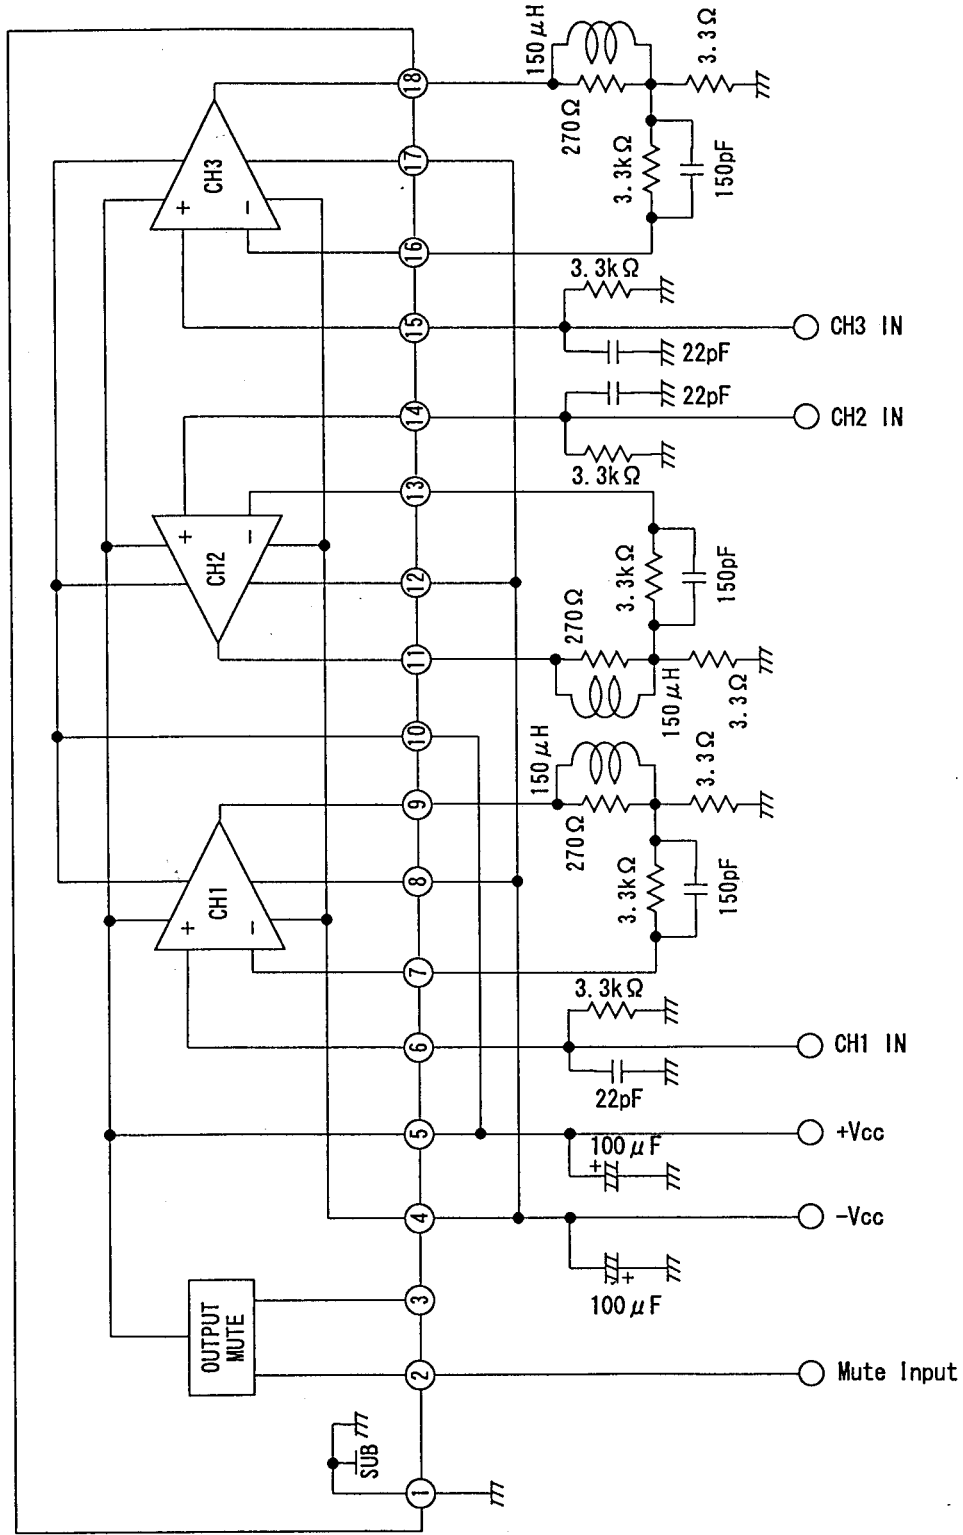 150μH
3.3Ω
18
270Ω
CH3
17
3.3kΩ
150pF
+
−
16
3.3kΩ
15
CH3 IN
22pF
14
22pF
CH2 IN
3.3kΩ
13
+
−
CH2
12
3.3kΩ
150pF
270Ω
11
150μH
3.3Ω
10
150μH
3.3Ω
9
270Ω
CH1
8
3.3kΩ
150pF
+
−
7
3.3kΩ
6
CH1 IN
22pF
5
+Vcc
100μF
+
4
−Vcc
+
100μF
3
OUTPUT
MUTE
2
Mute Input
SUB
1